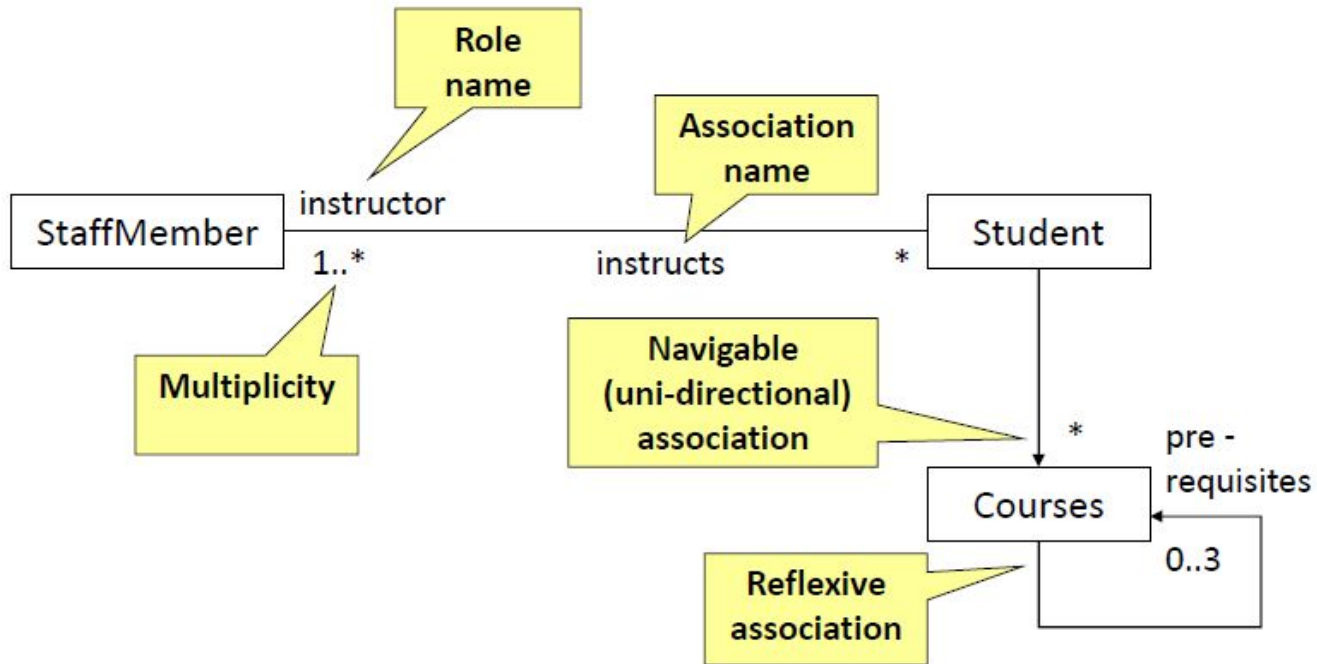 Role
name
Association
name
instructor
StaffMember
Student
1..*
instructs
*
Multiplicity
Navigable
(uni-directional)
association
*
pre -
requisites
Courses
0..3
Reflexive
association